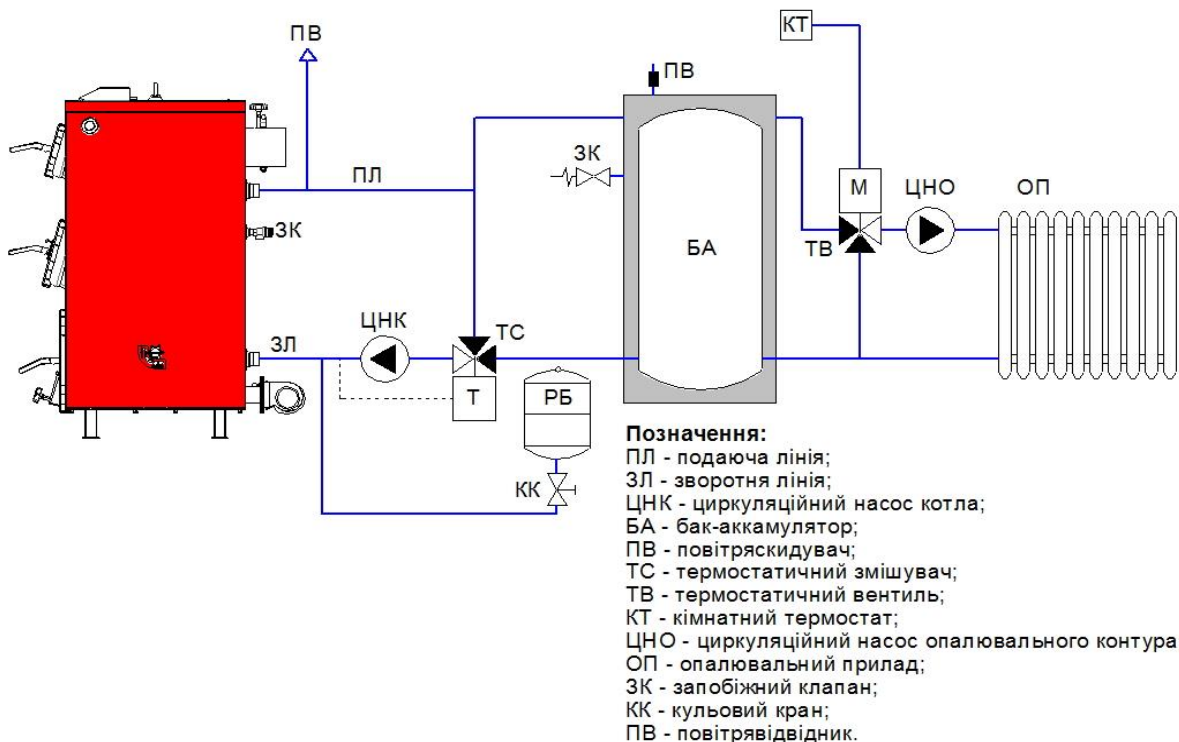 ПВ
КТ
ПВ
ЗК
ПЛ
М
ЦНО
ОП
ЗК
БА
ТВ
ЦНК
ТС
ЗЛ
Т
РБ
КК
Позначення:
ПЛ - подаюча лінія;
ЗЛ - зворотня лінія;
ЦНК - циркуляційний насос котла;
БА - бак-аккамулятор;
ПВ - повітряскидувач;
ТС - термостатичний змішувач;
ТВ - термостатичний вентиль;
КТ - кімнатний термостат;
ЦНО - циркуляційний насос опалювального контура
ОП - опалювальний прилад;
ЗК - запобіжний клапан;
КК - кульовий кран;
ПВ - повітрявідвідник.